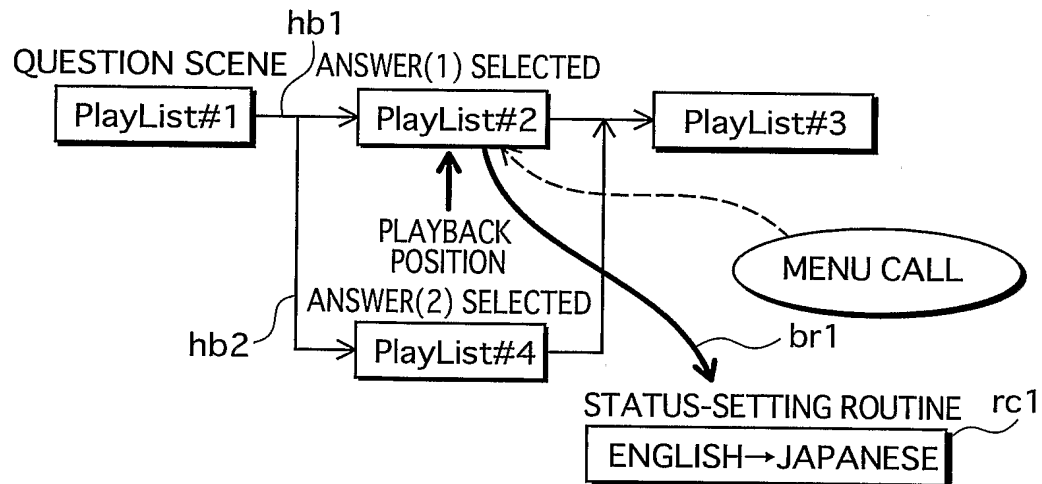 hb1
QUESTION SCENE
ANSWER(1) SELECTED
PlayList#1
PlayList#2
PlayList#3
PLAYBACK
POSITION
MENU CALL
ANSWER(2) SELECTED
hb2
PlayList#4
br1
STATUS-SETTING ROUTINE
rc1
ENGLISH→JAPANESE